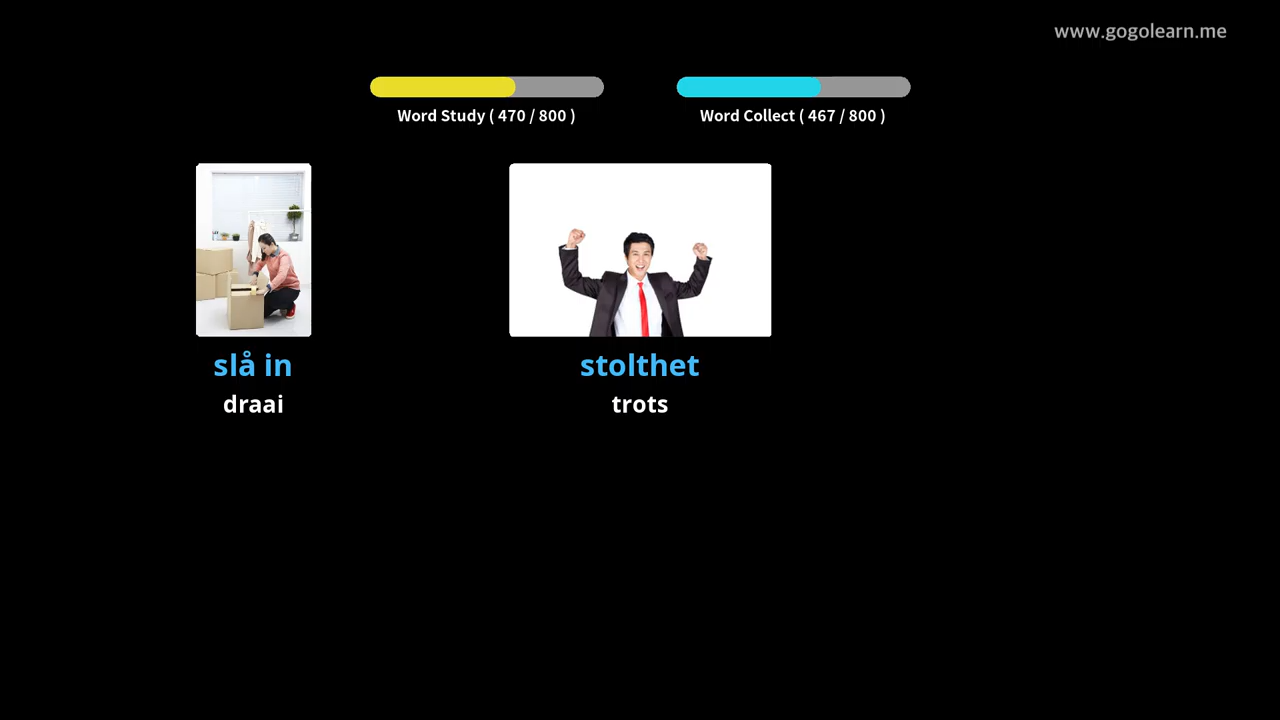 www.gogolearn.me
Word Study ( 470 / 800 )
Word Collect ( 467 / 800 )
slå in
draai
stolthet
trots